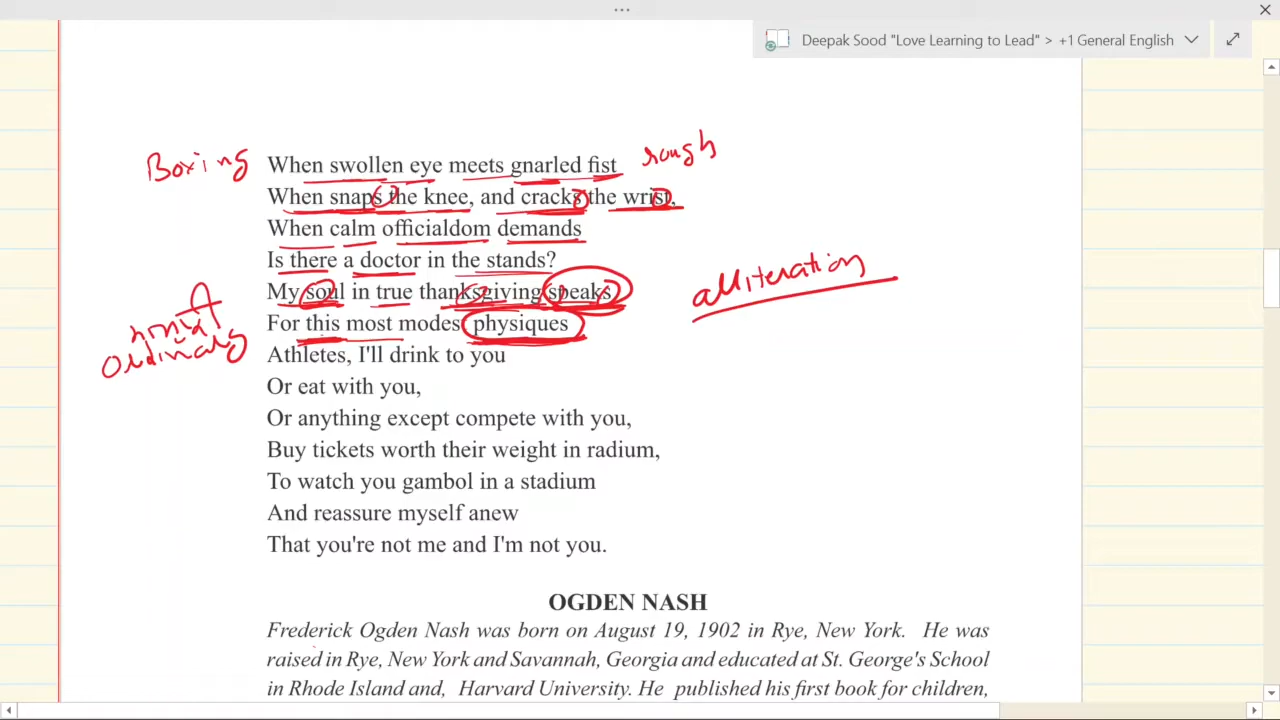 Deepak Sood "Love Learning to Lead" > +1 General English
Boxing When swollen eye meets gnarled fist rough
When snaps the knee, and cracks the wrist,
When calm officialdom demands
Is there a doctor in the stands?
My soul in true thanksgiving speaks
alliteration
For this most modes physiques
Ordinary
Athletes, I'll drink to you
Or eat with you,
Or anything except compete with you,
Buy tickets worth their weight in radium,
To watch you gambol in a stadium
And reassure myself anew
That you're not me and I'm not you.
OGDEN NASH
Frederick Ogden Nash was born on August 19, 1902 in Rye, New York. He was
raised in Rye, New York and Savannah, Georgia and educated at St. George's School
in Rhode Island and, Harvard University. He published his first book for children,